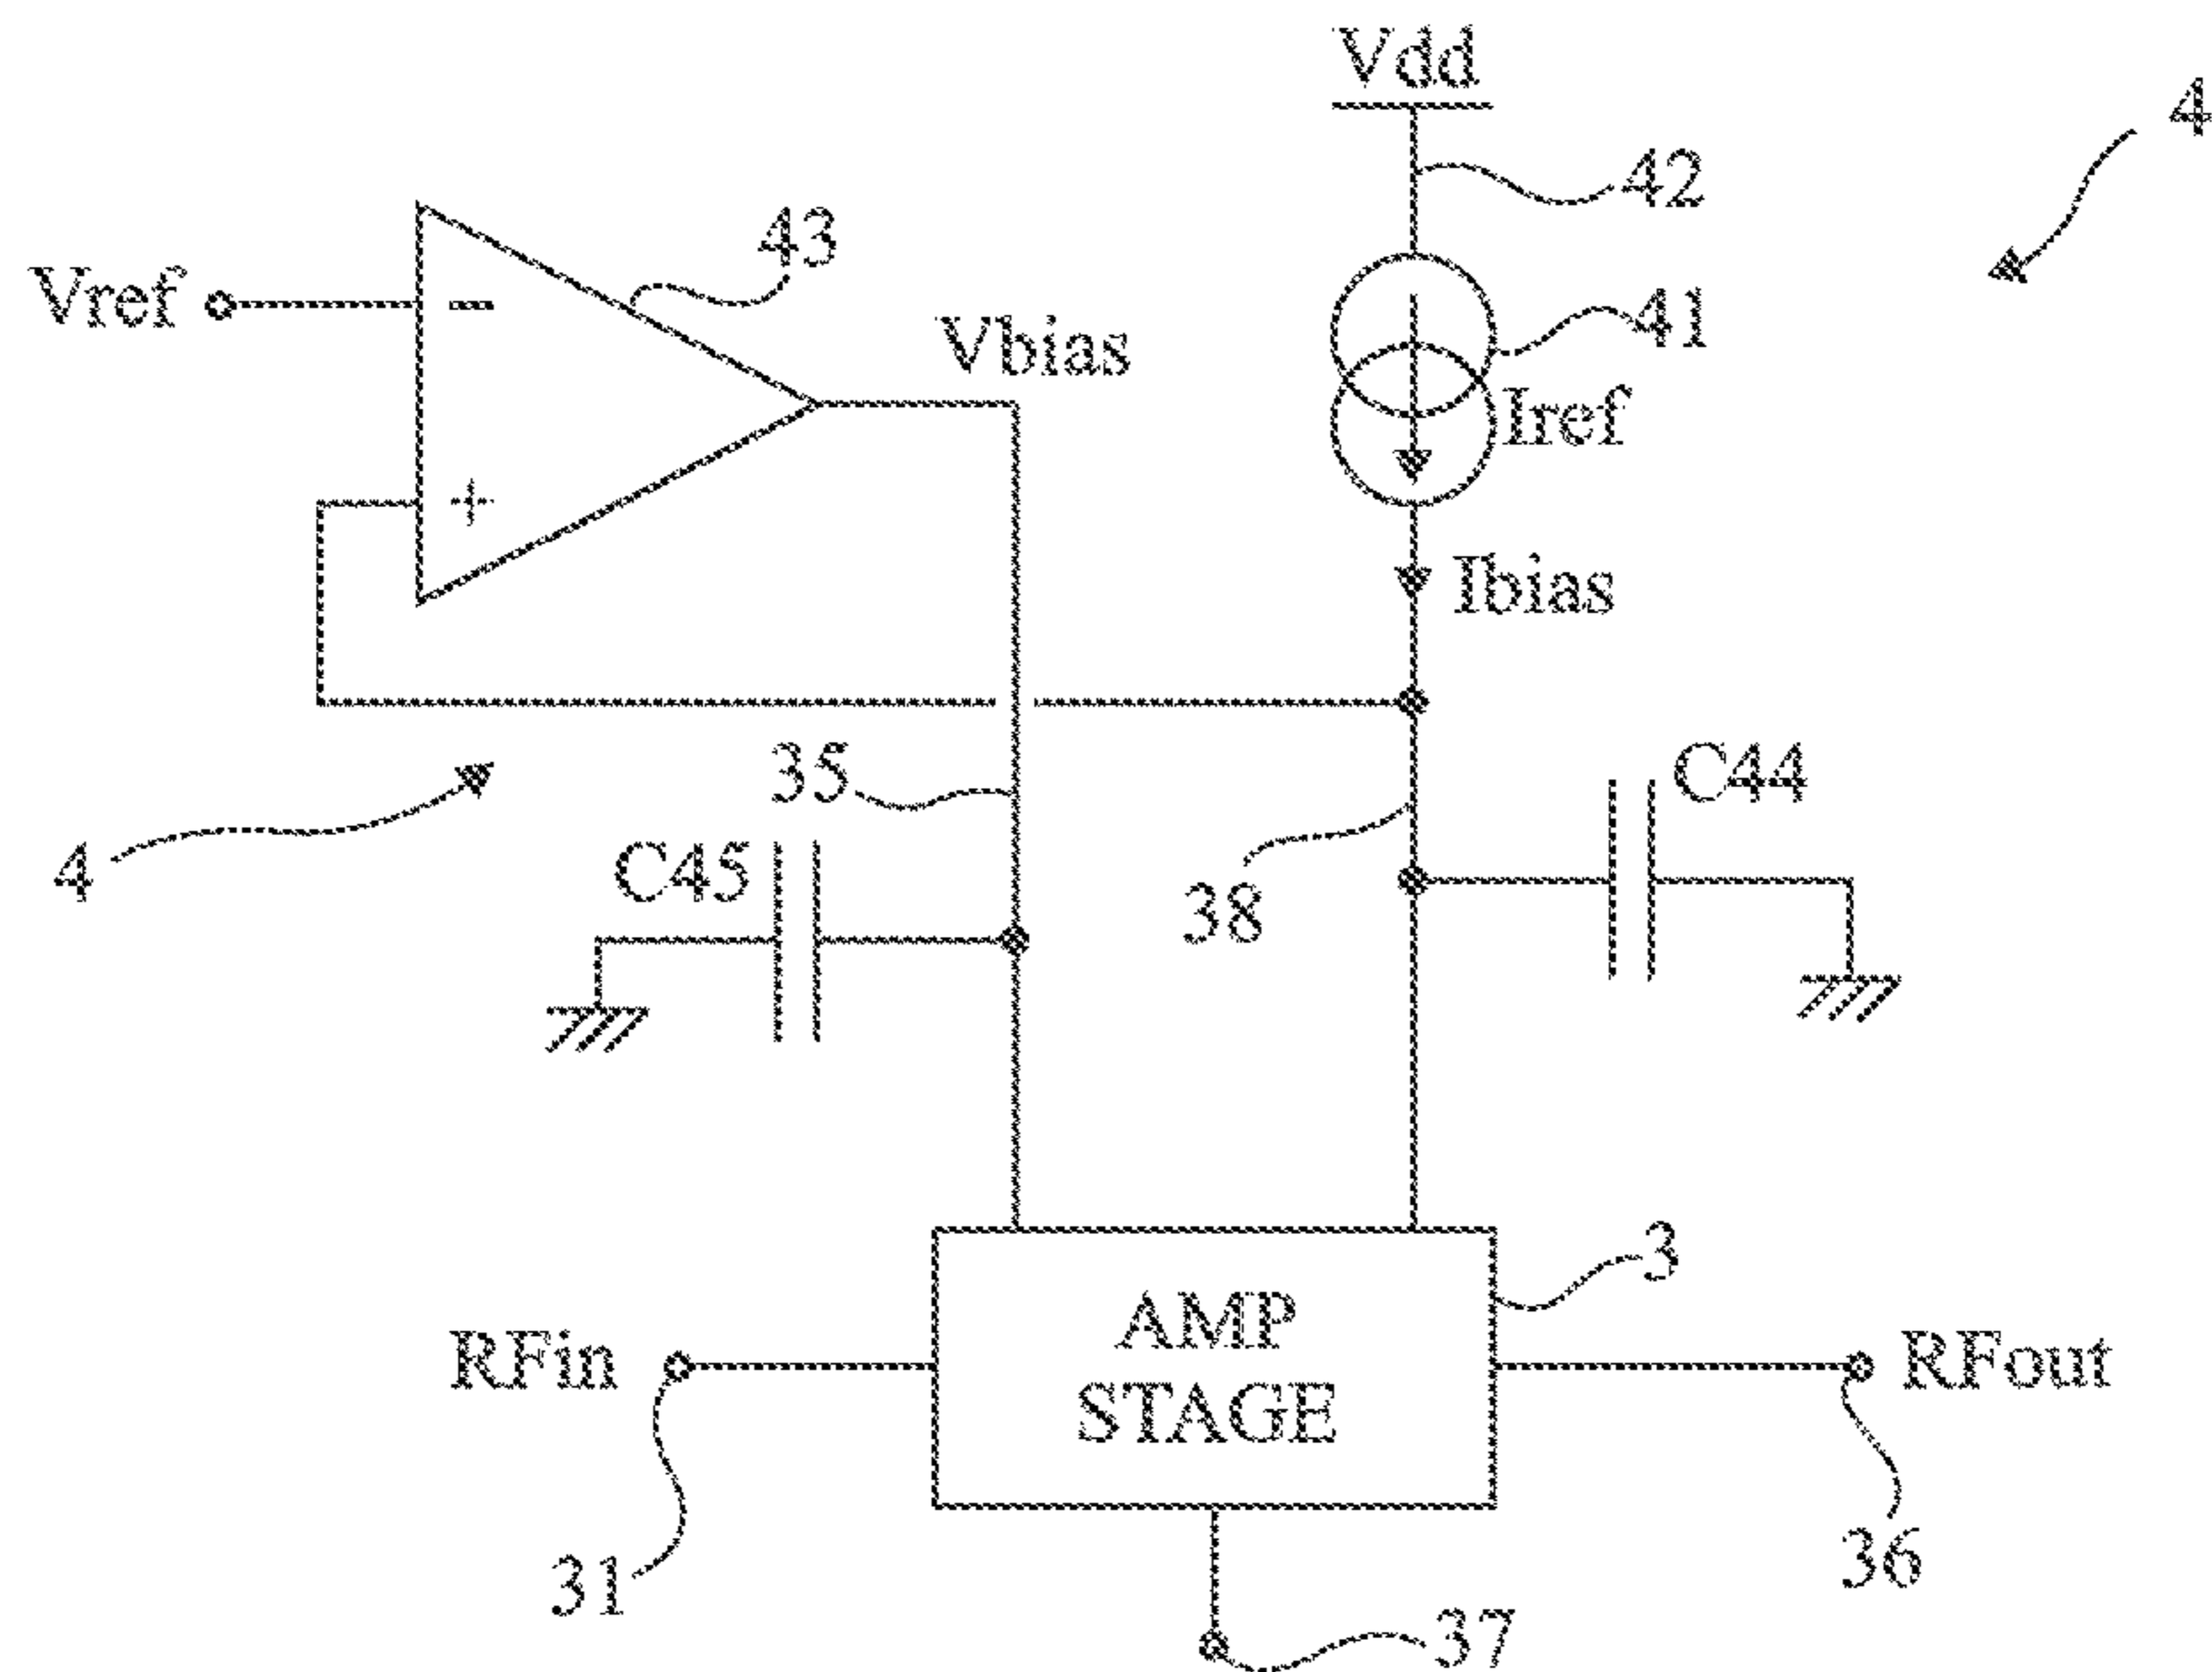 Vdd
4
42
43
Vref
-
41
Vbias
Iref
+
Ibias
35
C44
4
C45
38
3
AMP
STAGE
RFin
RFout
31
36
37